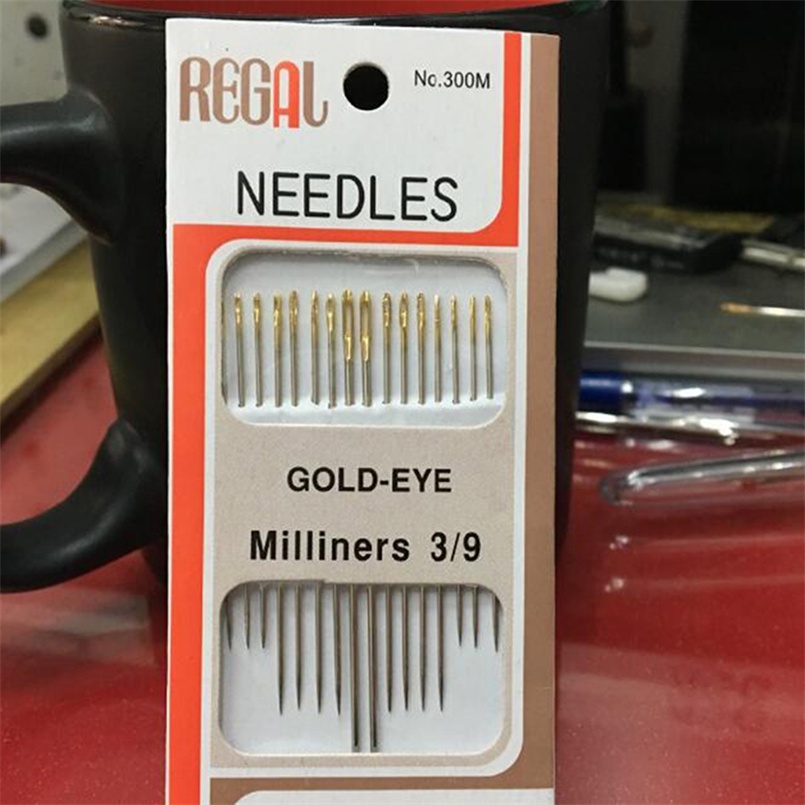 REGAL
No.300M
NEEDLES
GOLD-EYE
Milliners 3/9